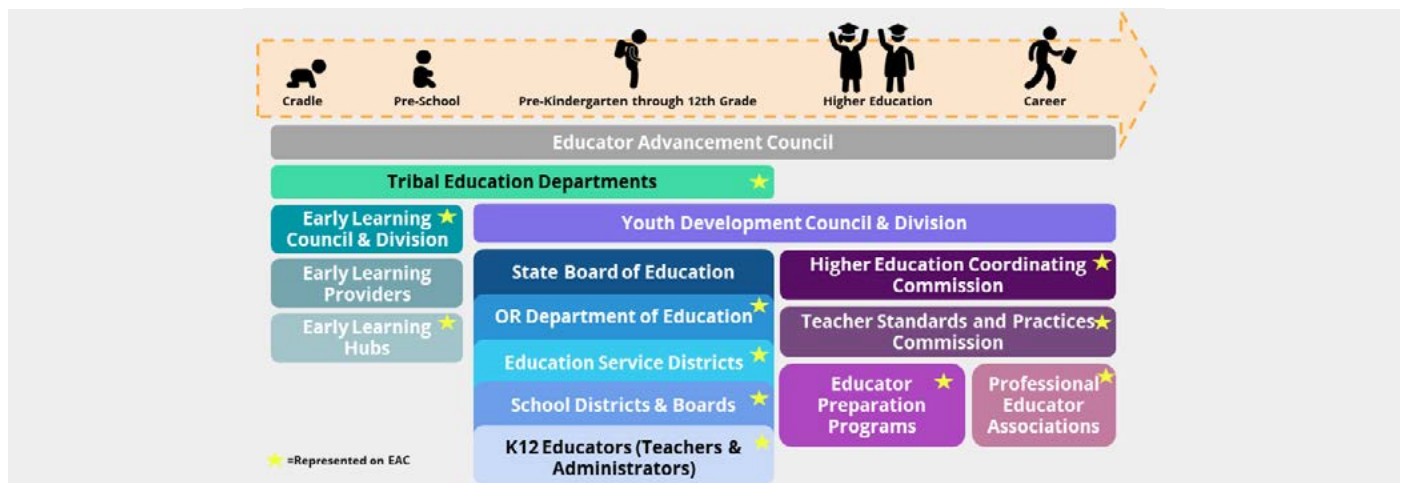 Cradle
Pre-School
Pre-Kindergarten through 12th Grade
Higher Education
Career
Educator Advancement Council
Tribal Education Departments
Early Learning
Council & Division
Youth Development Council & Division
Early Learning
Providers
Early Learning
Hubs
State Board of Education
OR Department of Education
Education Service Districts
School Districts & Boards
K12 Educators (Teachers &
Administrators)
Higher Education Coordinating
Commission
Teacher Standards and Practices
Commission
Educator
Preparation
Programs
Professional
Educator
Associations
=Represented on EAC